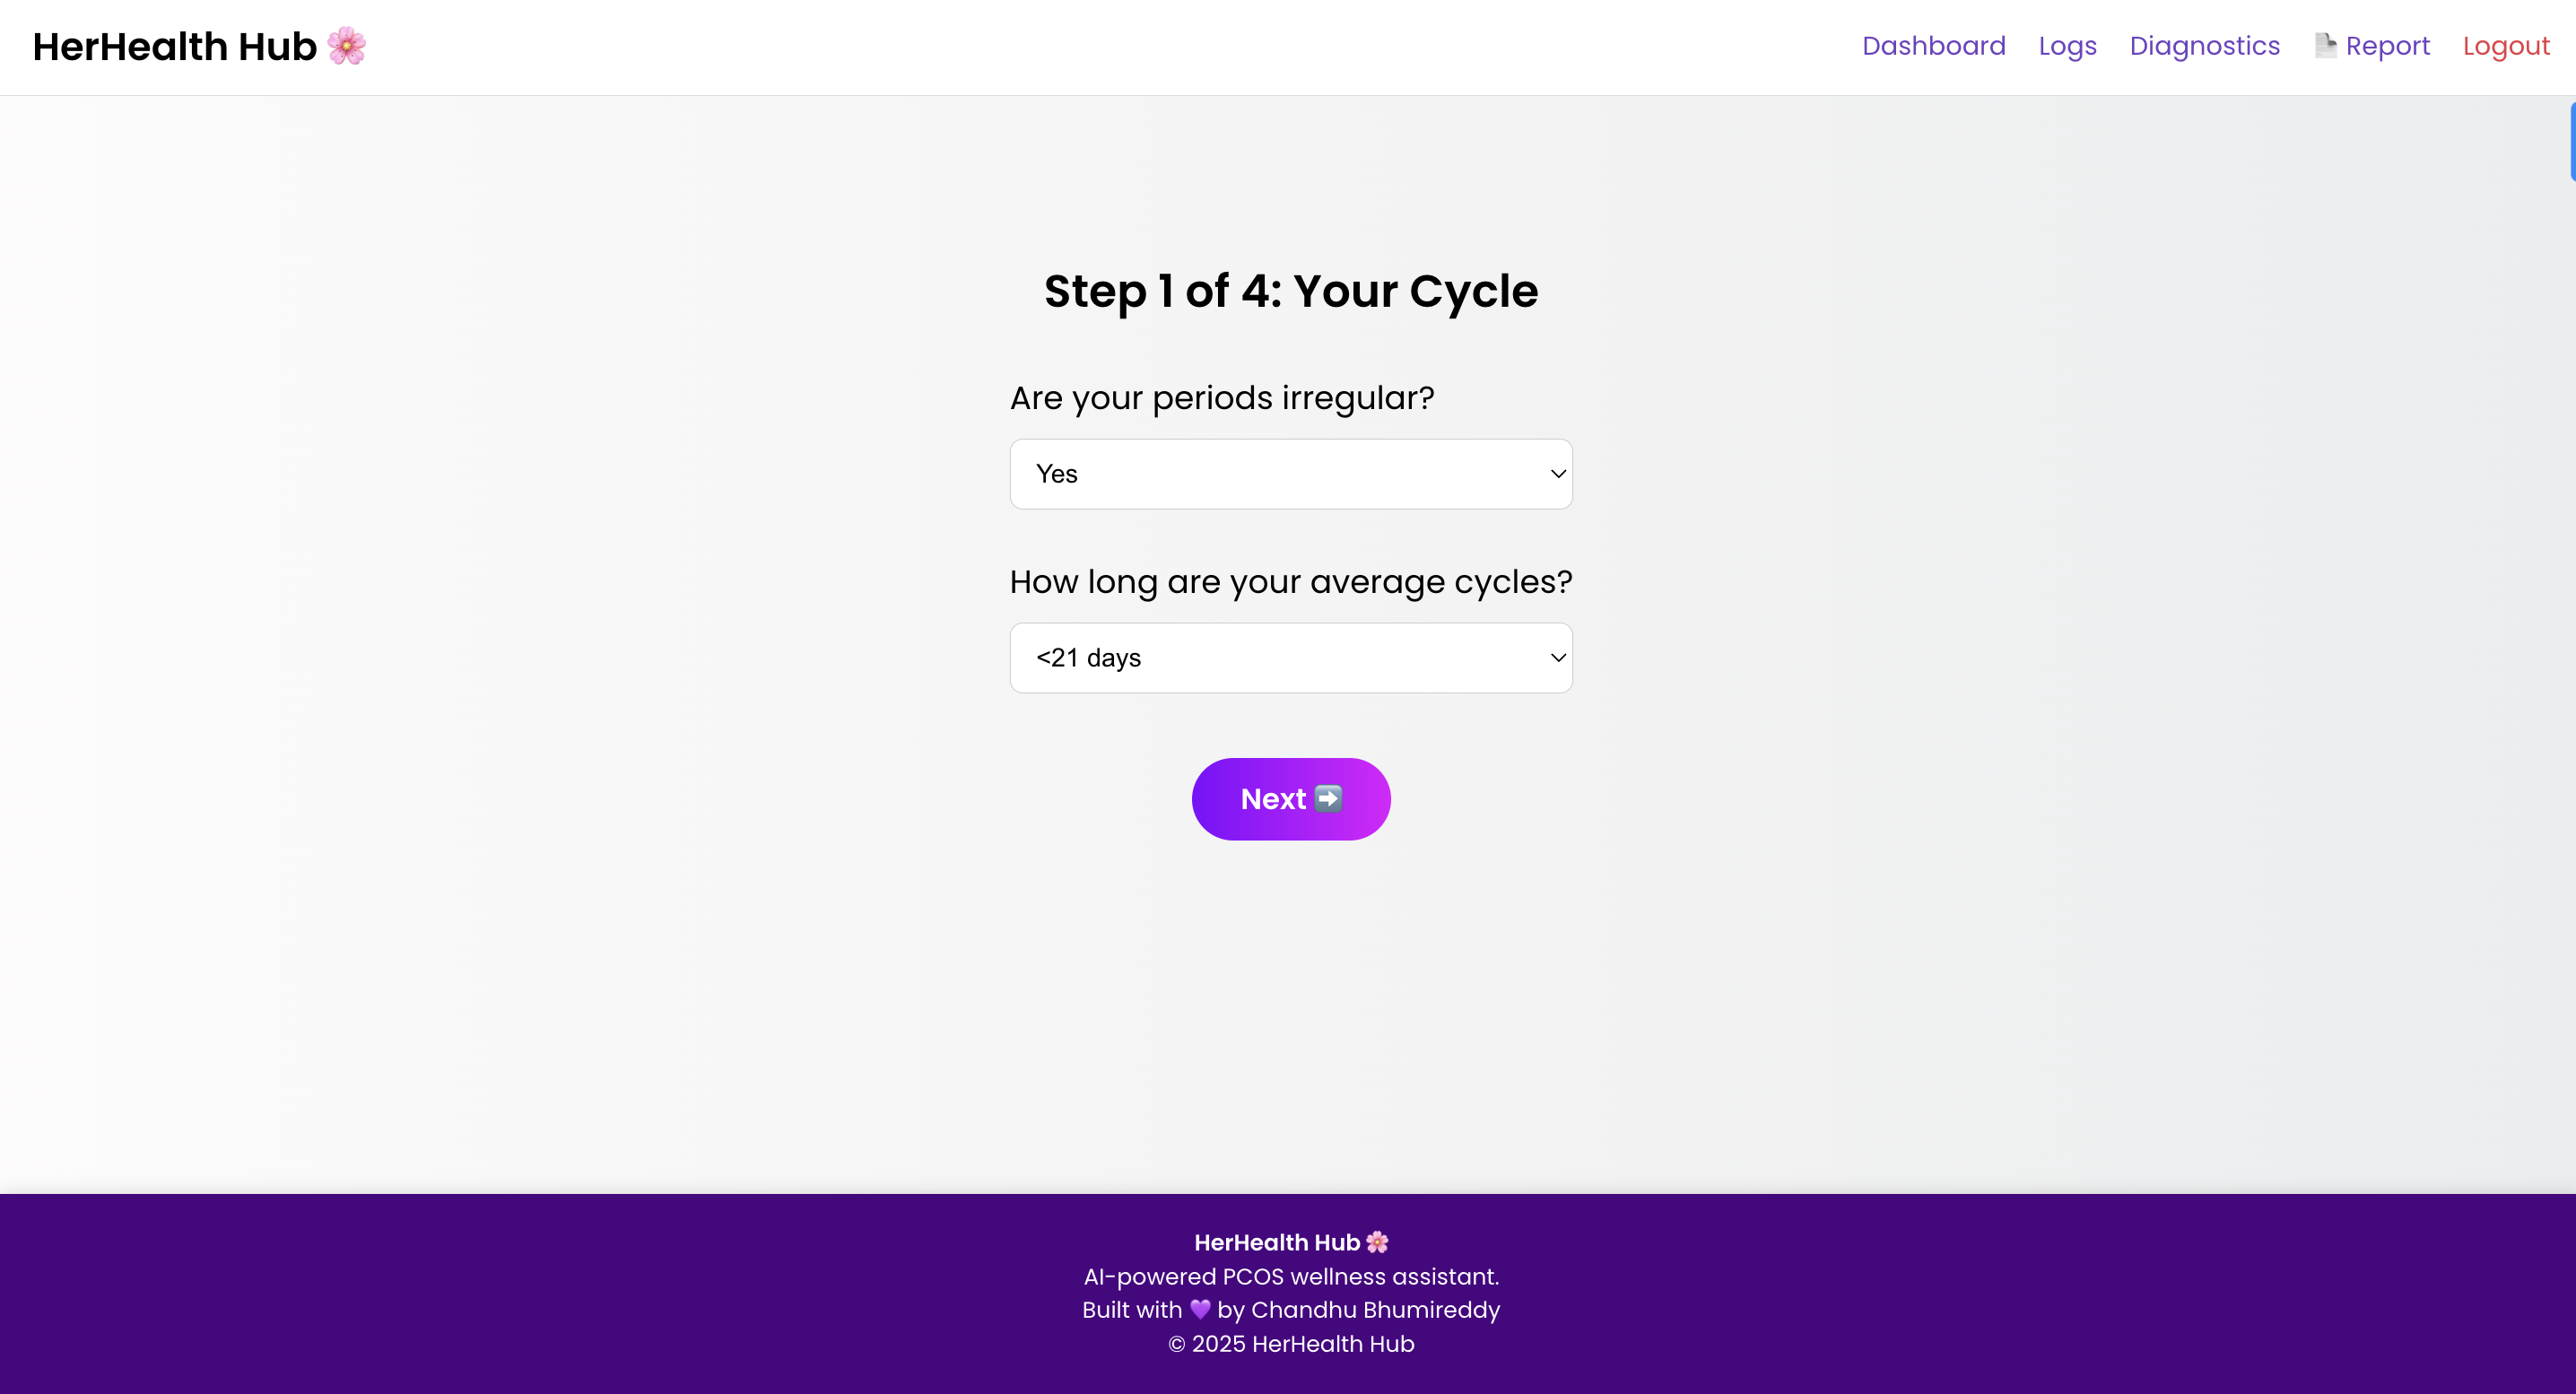 HerHealth Hub 🌸
Dashboard Logs Diagnostics 📄 Report Logout
Step 1 of 4: Your Cycle
Are your periods irregular?
Yes
How long are your average cycles?
<21 days
Next ➡️
HerHealth Hub 🌸
AI-powered PCOS wellness assistant.
Built with 💜 by Chandhu Bhumireddy
© 2025 HerHealth Hub